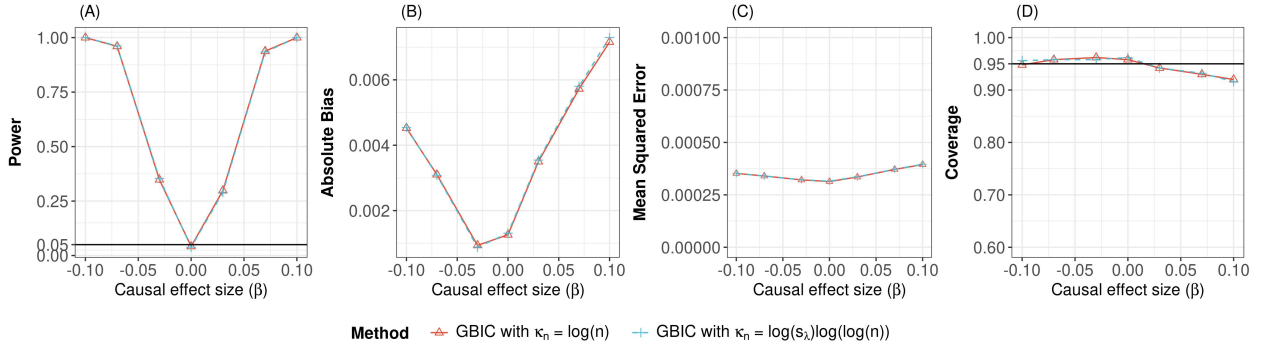 (A)
Power
1.00
0.75
0.50
0.25
0.05
0.00
-0.10 -0.05 0.00 0.05 0.10
Causal effect size (β)
(B)
Absolute Bias
0.006
0.004
0.002
-0.10 -0.05 0.00 0.05 0.10
Causal effect size (β)
(C)
Mean Squared Error
0.00100
0.00075
0.00050
0.00025
0.00000
-0.10 -0.05 0.00 0.05 0.10
Causal effect size (β)
(D)
Coverage
1.00
0.95
0.90
0.80
0.70
0.60
-0.10 -0.05 0.00 0.05 0.10
Causal effect size (β)
Method GBIC with κn = log(n) GBIC with κn = log(sλ)log(log(n))